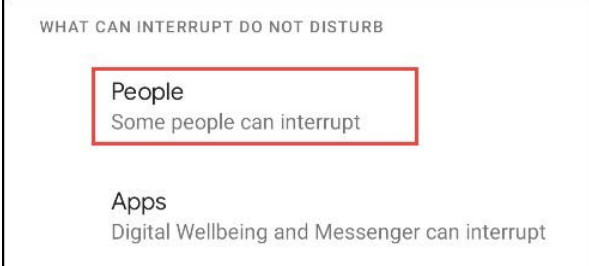 WHAT CAN INTERRUPT DO NOT DISTURB
People
Some people can interrupt
Apps
Digital Wellbeing and Messenger can interrupt